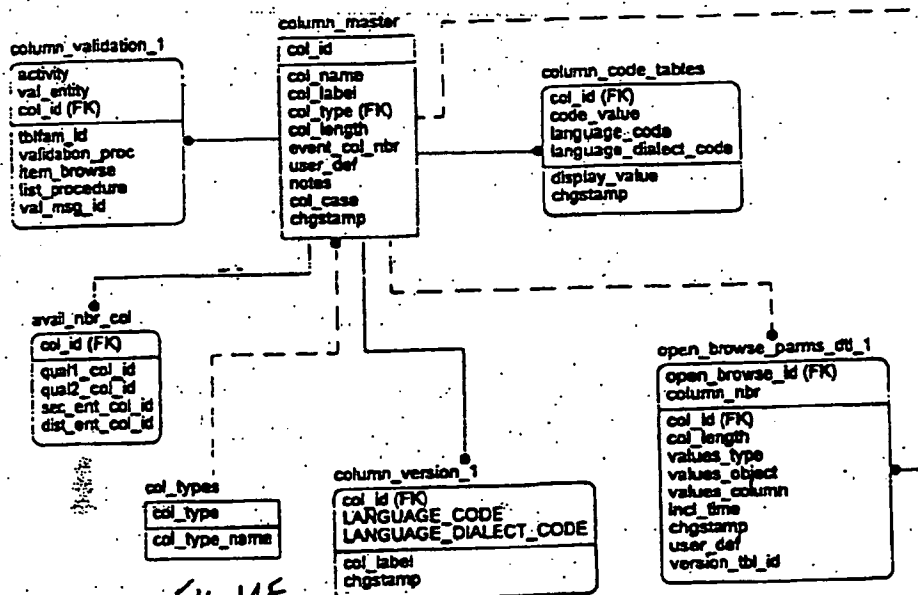 column_master
col_id
col_name
col_label
col_type (FK)
col_length
event_col_nbr
user_def
notes
col_case
chgstamp
column_validation_1
activity
val_entity
col_id (FK)
tblfam_id
validation_proc
item_browse
list_procedure
val_msg_id
column_code_tables
col_id (FK)
code_value
language_code
language_dialect_code
display_value
chgstamp
avail_nbr_col
col_id (FK)
qual1_col_id
qual2_col_id
sec_ent_col_id
dist_ent_col_id
open_browse_parms_dtl_1
open_browse_id (FK)
column_nbr
col_id (FK)
col_length
values_type
values_object
values_column
incl_time
chgstamp
user_def
version_tbl_id
col_types
col_type
col_type_name
column_version_1
col_id (FK)
LANGUAGE_CODE
LANGUAGE_DIALECT_CODE
col_label
chgstamp